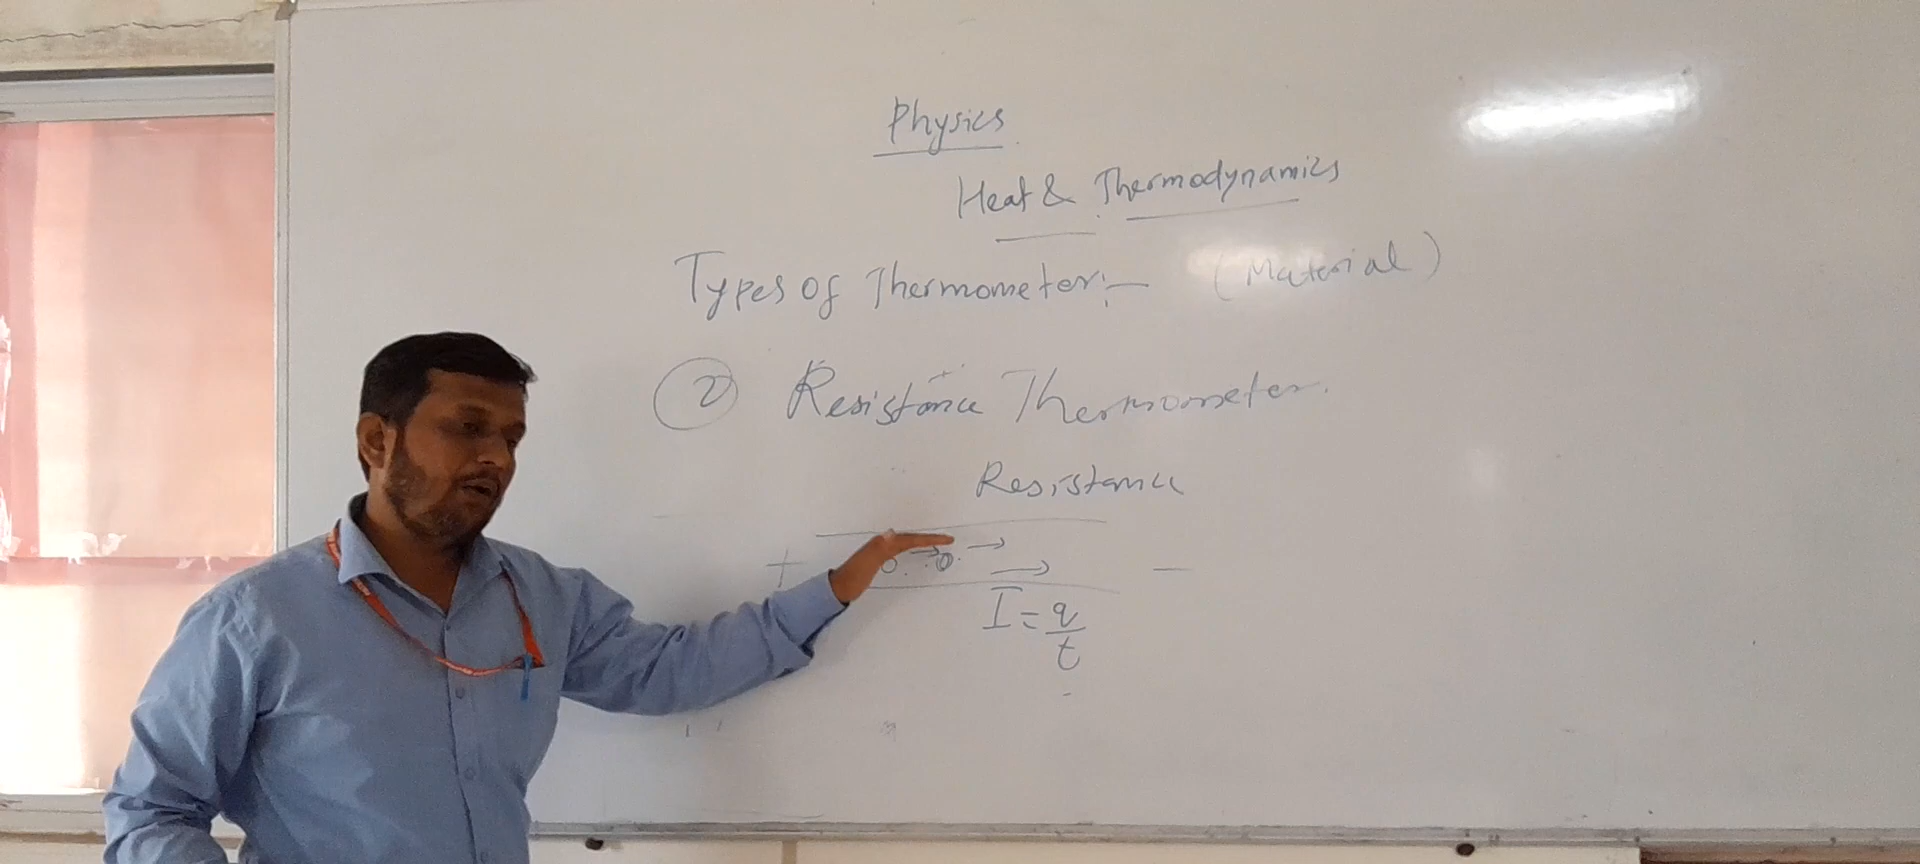 Physics
Heat & Thermodynamics
Types of Thermometer:— (Material)
② Resistance Thermometer.
Resistance
+ −
I = q/t